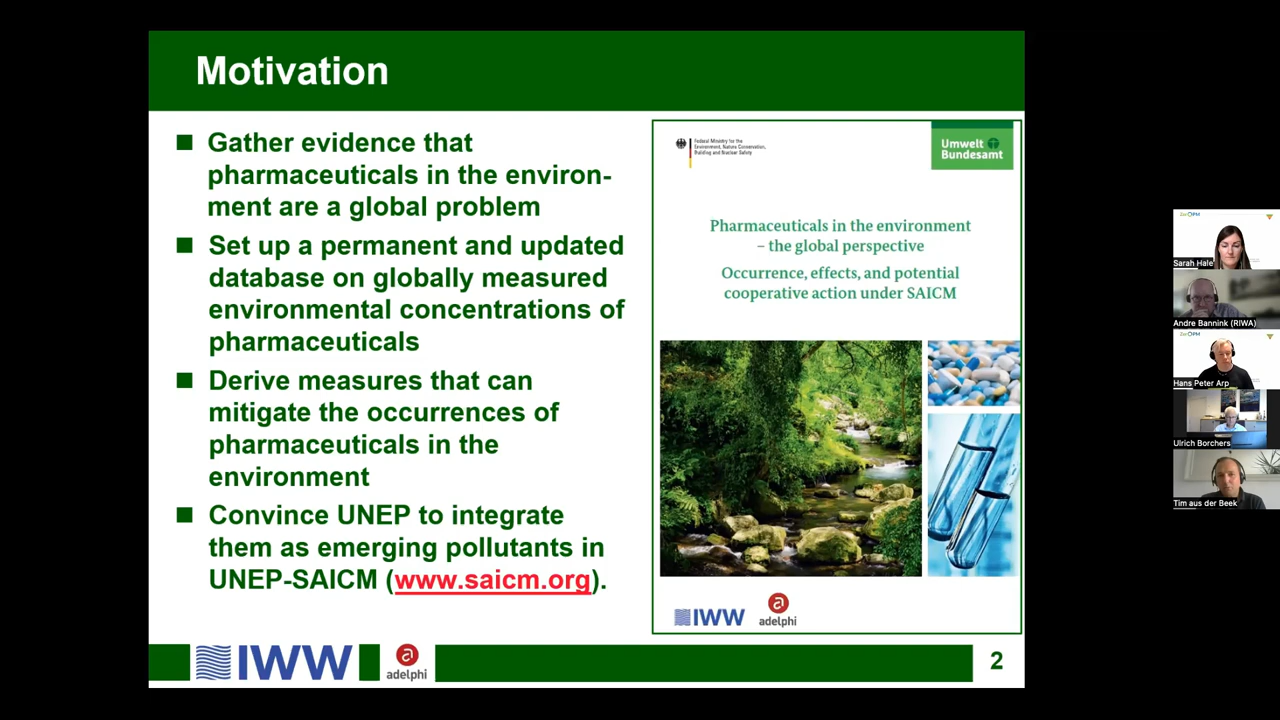 Motivation
Gather evidence that
pharmaceuticals in the environ-
ment are a global problem
Set up a permanent and updated
database on globally measured
environmental concentrations of
pharmaceuticals
Derive measures that can
mitigate the occurrences of
pharmaceuticals in the
environment
Convince UNEP to integrate
them as emerging pollutants in
UNEP-SAICM (www.saicm.org).
Federal Ministry for the
Environment, Nature Conservation,
Building and Nuclear Safety
Umwelt
Bundesamt
Pharmaceuticals in the environment
– the global perspective
Occurrence, effects, and potential
cooperative action under SAICM
IWW
adelphi
IWW
adelphi
2
Sarah Hale
Andre Bannink (RIWA)
Hans Peter Arp
Ulrich Borchers
Tim aus der Beek